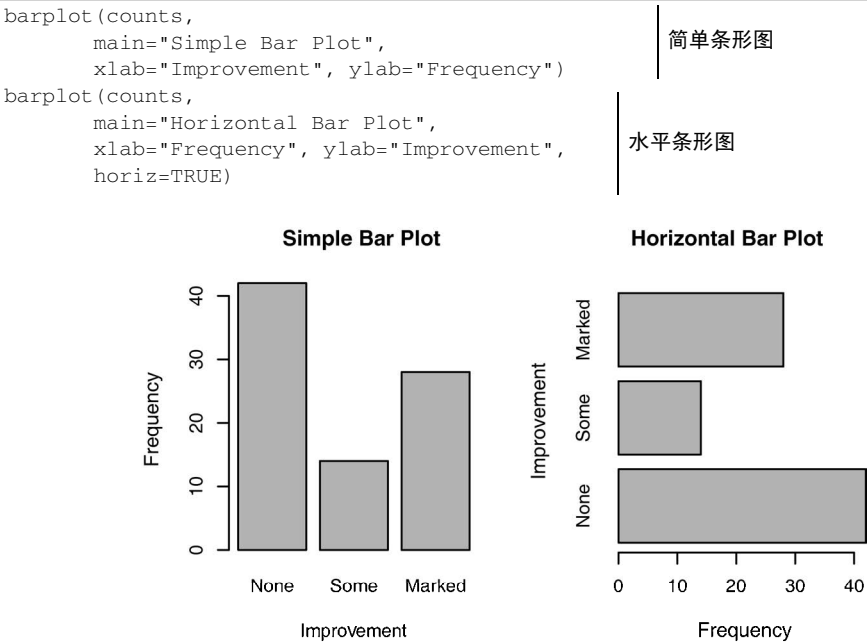 barplot(counts,
main="Simple Bar Plot",
xlab="Improvement", ylab="Frequency")
简单条形图
barplot(counts,
main="Horizontal Bar Plot",
xlab="Frequency", ylab="Improvement",
horiz=TRUE)
水平条形图
Simple Bar Plot
Frequency
40
30
20
10
0
None Some Marked
Improvement
Horizontal Bar Plot
Improvement
Marked
Some
None
0 10 20 30 40
Frequency